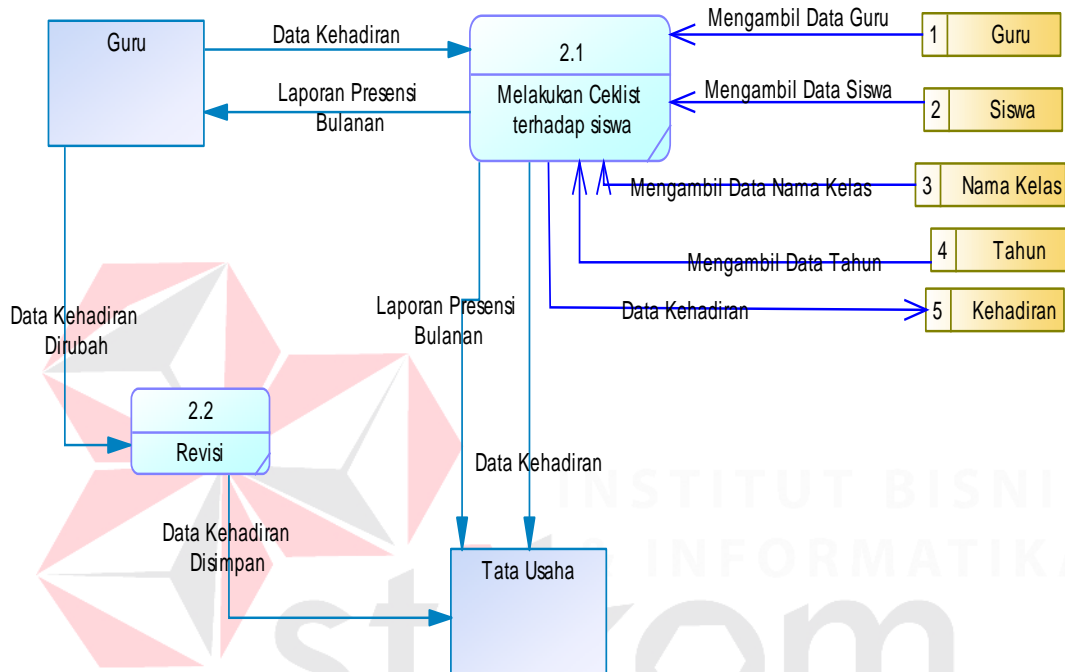 Guru
Data Kehadiran
Laporan Presensi
Bulanan
2.1
Melakukan Ceklist
terhadap siswa
Mengambil Data Guru
1 Guru
Mengambil Data Siswa
2 Siswa
Mengambil Data Nama Kelas
3 Nama Kelas
Mengambil Data Tahun
4 Tahun
Data Kehadiran
5 Kehadiran
Data Kehadiran
Dirubah
Laporan Presensi
Bulanan
2.2
Revisi
Data Kehadiran
Data Kehadiran
Disimpan
Tata Usaha
INSTITUT BISNI
& INFORMATIKA
stikom